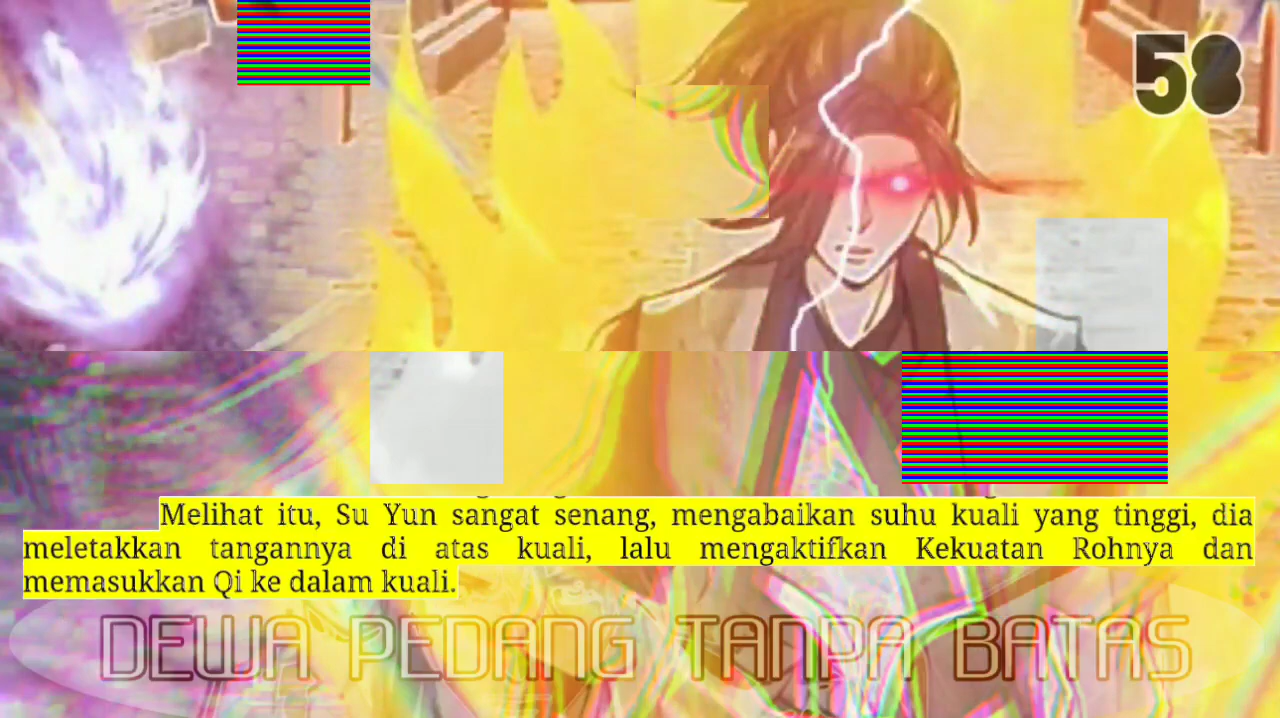 58
Melihat itu, Su Yun sangat senang, mengabaikan suhu kuali yang tinggi, dia
meletakkan tangannya di atas kuali, lalu mengaktifkan Kekuatan Rohnya dan
memasukkan Qi ke dalam kuali.
DEWA PEDANG TANPA BATAS